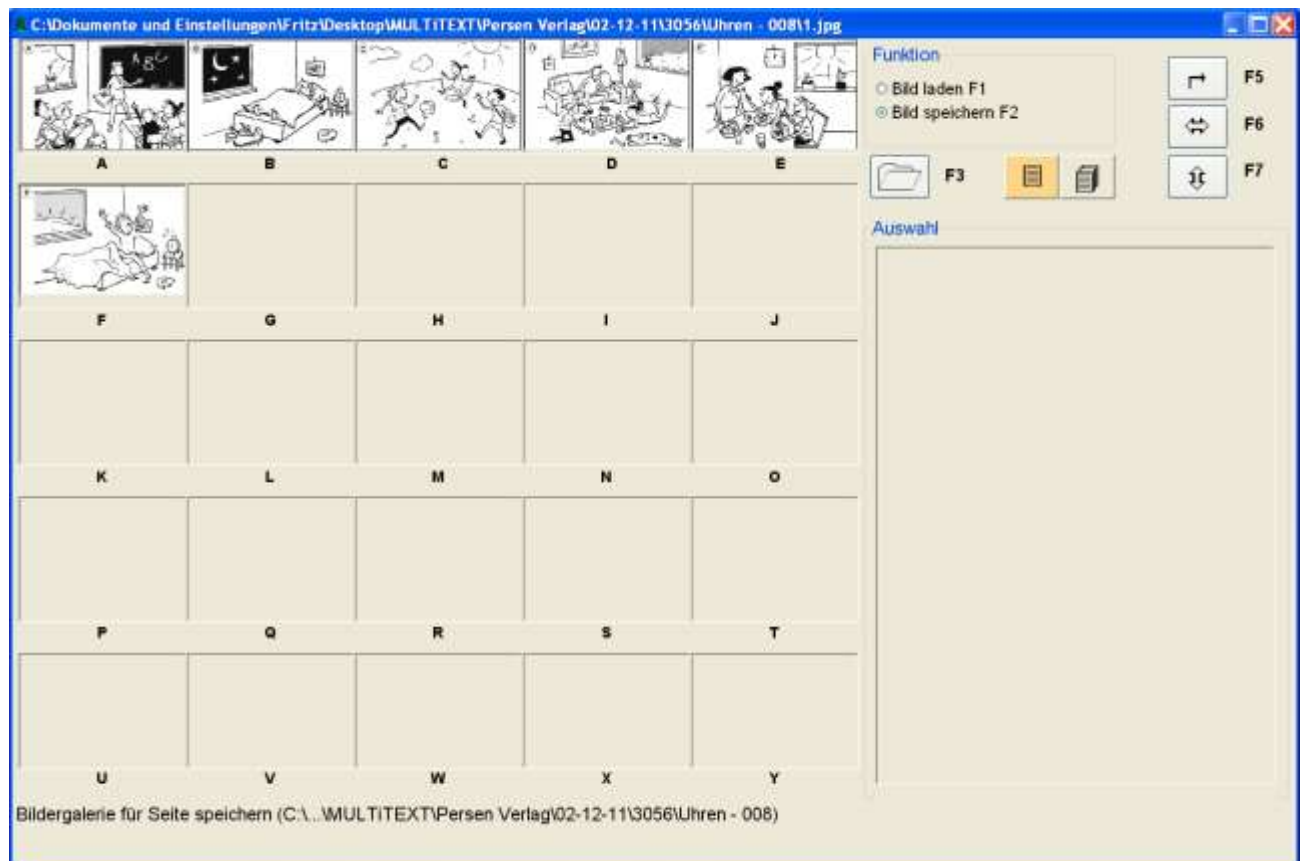 C:\Dokumente und Einstellungen\Fritz\Desktop\MULTiTEXT\Persen Verlag\02-12-11\3056\Uhren - 008\1.jpg
A B C
A B C D E
F G H I J
K L M N O
P Q R S T
U V W X Y
Bildergalerie für Seite speichern (C:\...\MULTiTEXT\Persen Verlag\02-12-11\3056\Uhren - 008)
Funktion
Bild laden F1
Bild speichern F2
F3
F5
F6
F7
Auswahl